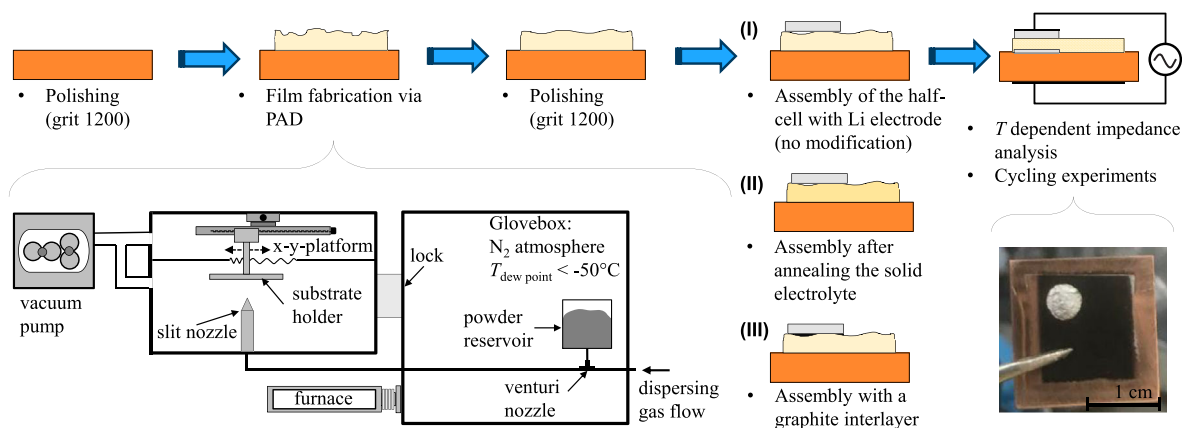 • Polishing
(grit 1200)
• Film fabrication via
PAD
• Polishing
(grit 1200)
(I)
• Assembly of the half-
cell with Li electrode
(no modification)
(II)
• Assembly after
annealing the solid
electrolyte
(III)
• Assembly with a
graphite interlayer
• T dependent impedance
analysis
• Cycling experiments
1 cm
vacuum
pump
x-y-platform
substrate
holder
slit nozzle
lock
Glovebox:
N2 atmosphere
Tdew point < -50°C
powder
reservoir
venturi
nozzle
dispersing
gas flow
furnace